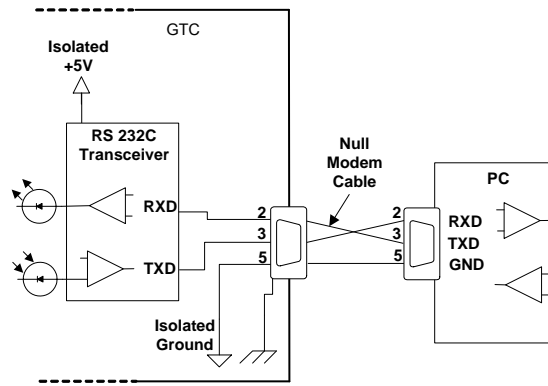 GTC
Isolated
+5V
RS 232C
Transceiver
Null
Modem
Cable
PC
RXD
2
2
RXD
3
3
TXD
TXD
5
5
GND
Isolated
Ground